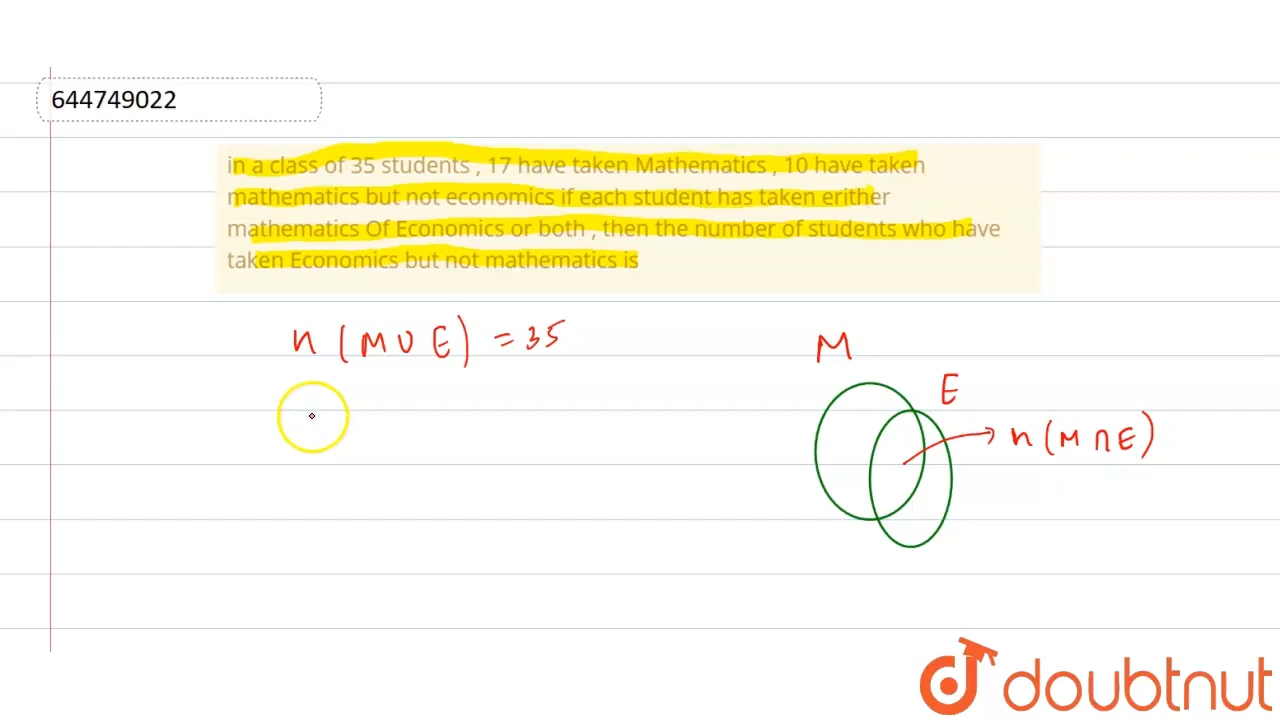 644749022
in a class of 35 students , 17 have taken Mathematics , 10 have taken
mathematics but not economics if each student has taken erither
mathematics Of Economics or both , then the number of students who have
taken Economics but not mathematics is
n (M ∪ E) = 35
M
E
n (M ∩ E)
doubtnut